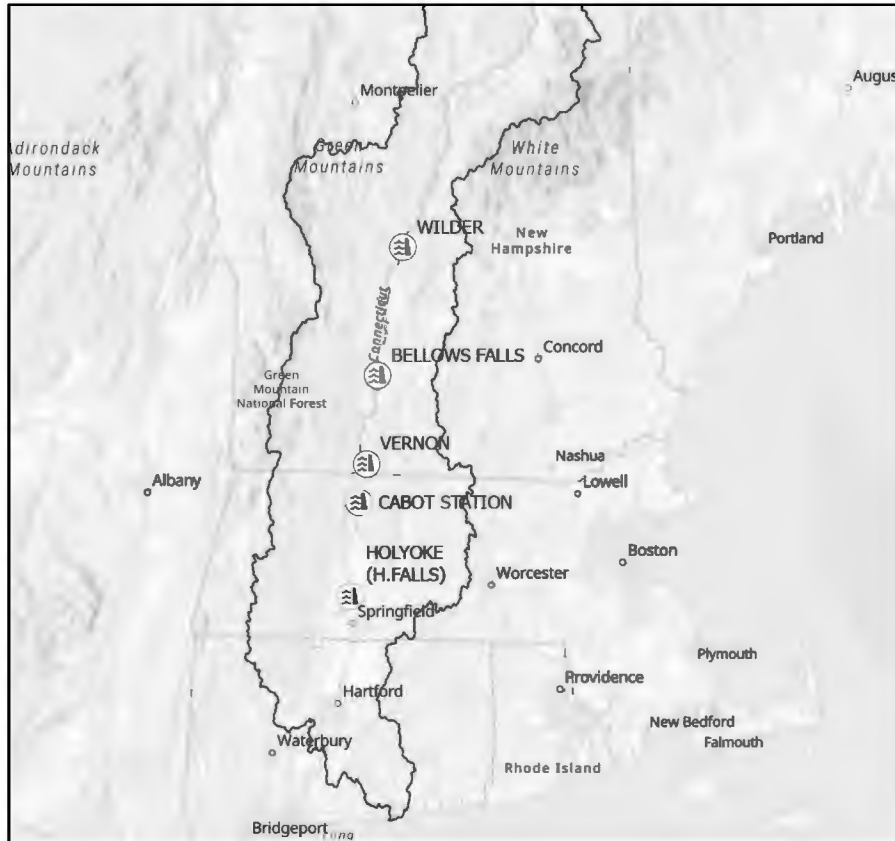 Montpelier
Augus
Adirondack
Mountains
Green
Mountains
White
Mountains
WILDER
New
Hampshire
Portland
Connecticut
BELLOWS FALLS
Concord
Green
Mountain
National Forest
VERNON
Nashua
Albany
Lowell
CABOT STATION
HOLYOKE
(H.FALLS)
Boston
Worcester
Springfield
Plymouth
Providence
Hartford
New Bedford
Falmouth
Waterbury
Rhode Island
Bridgeport